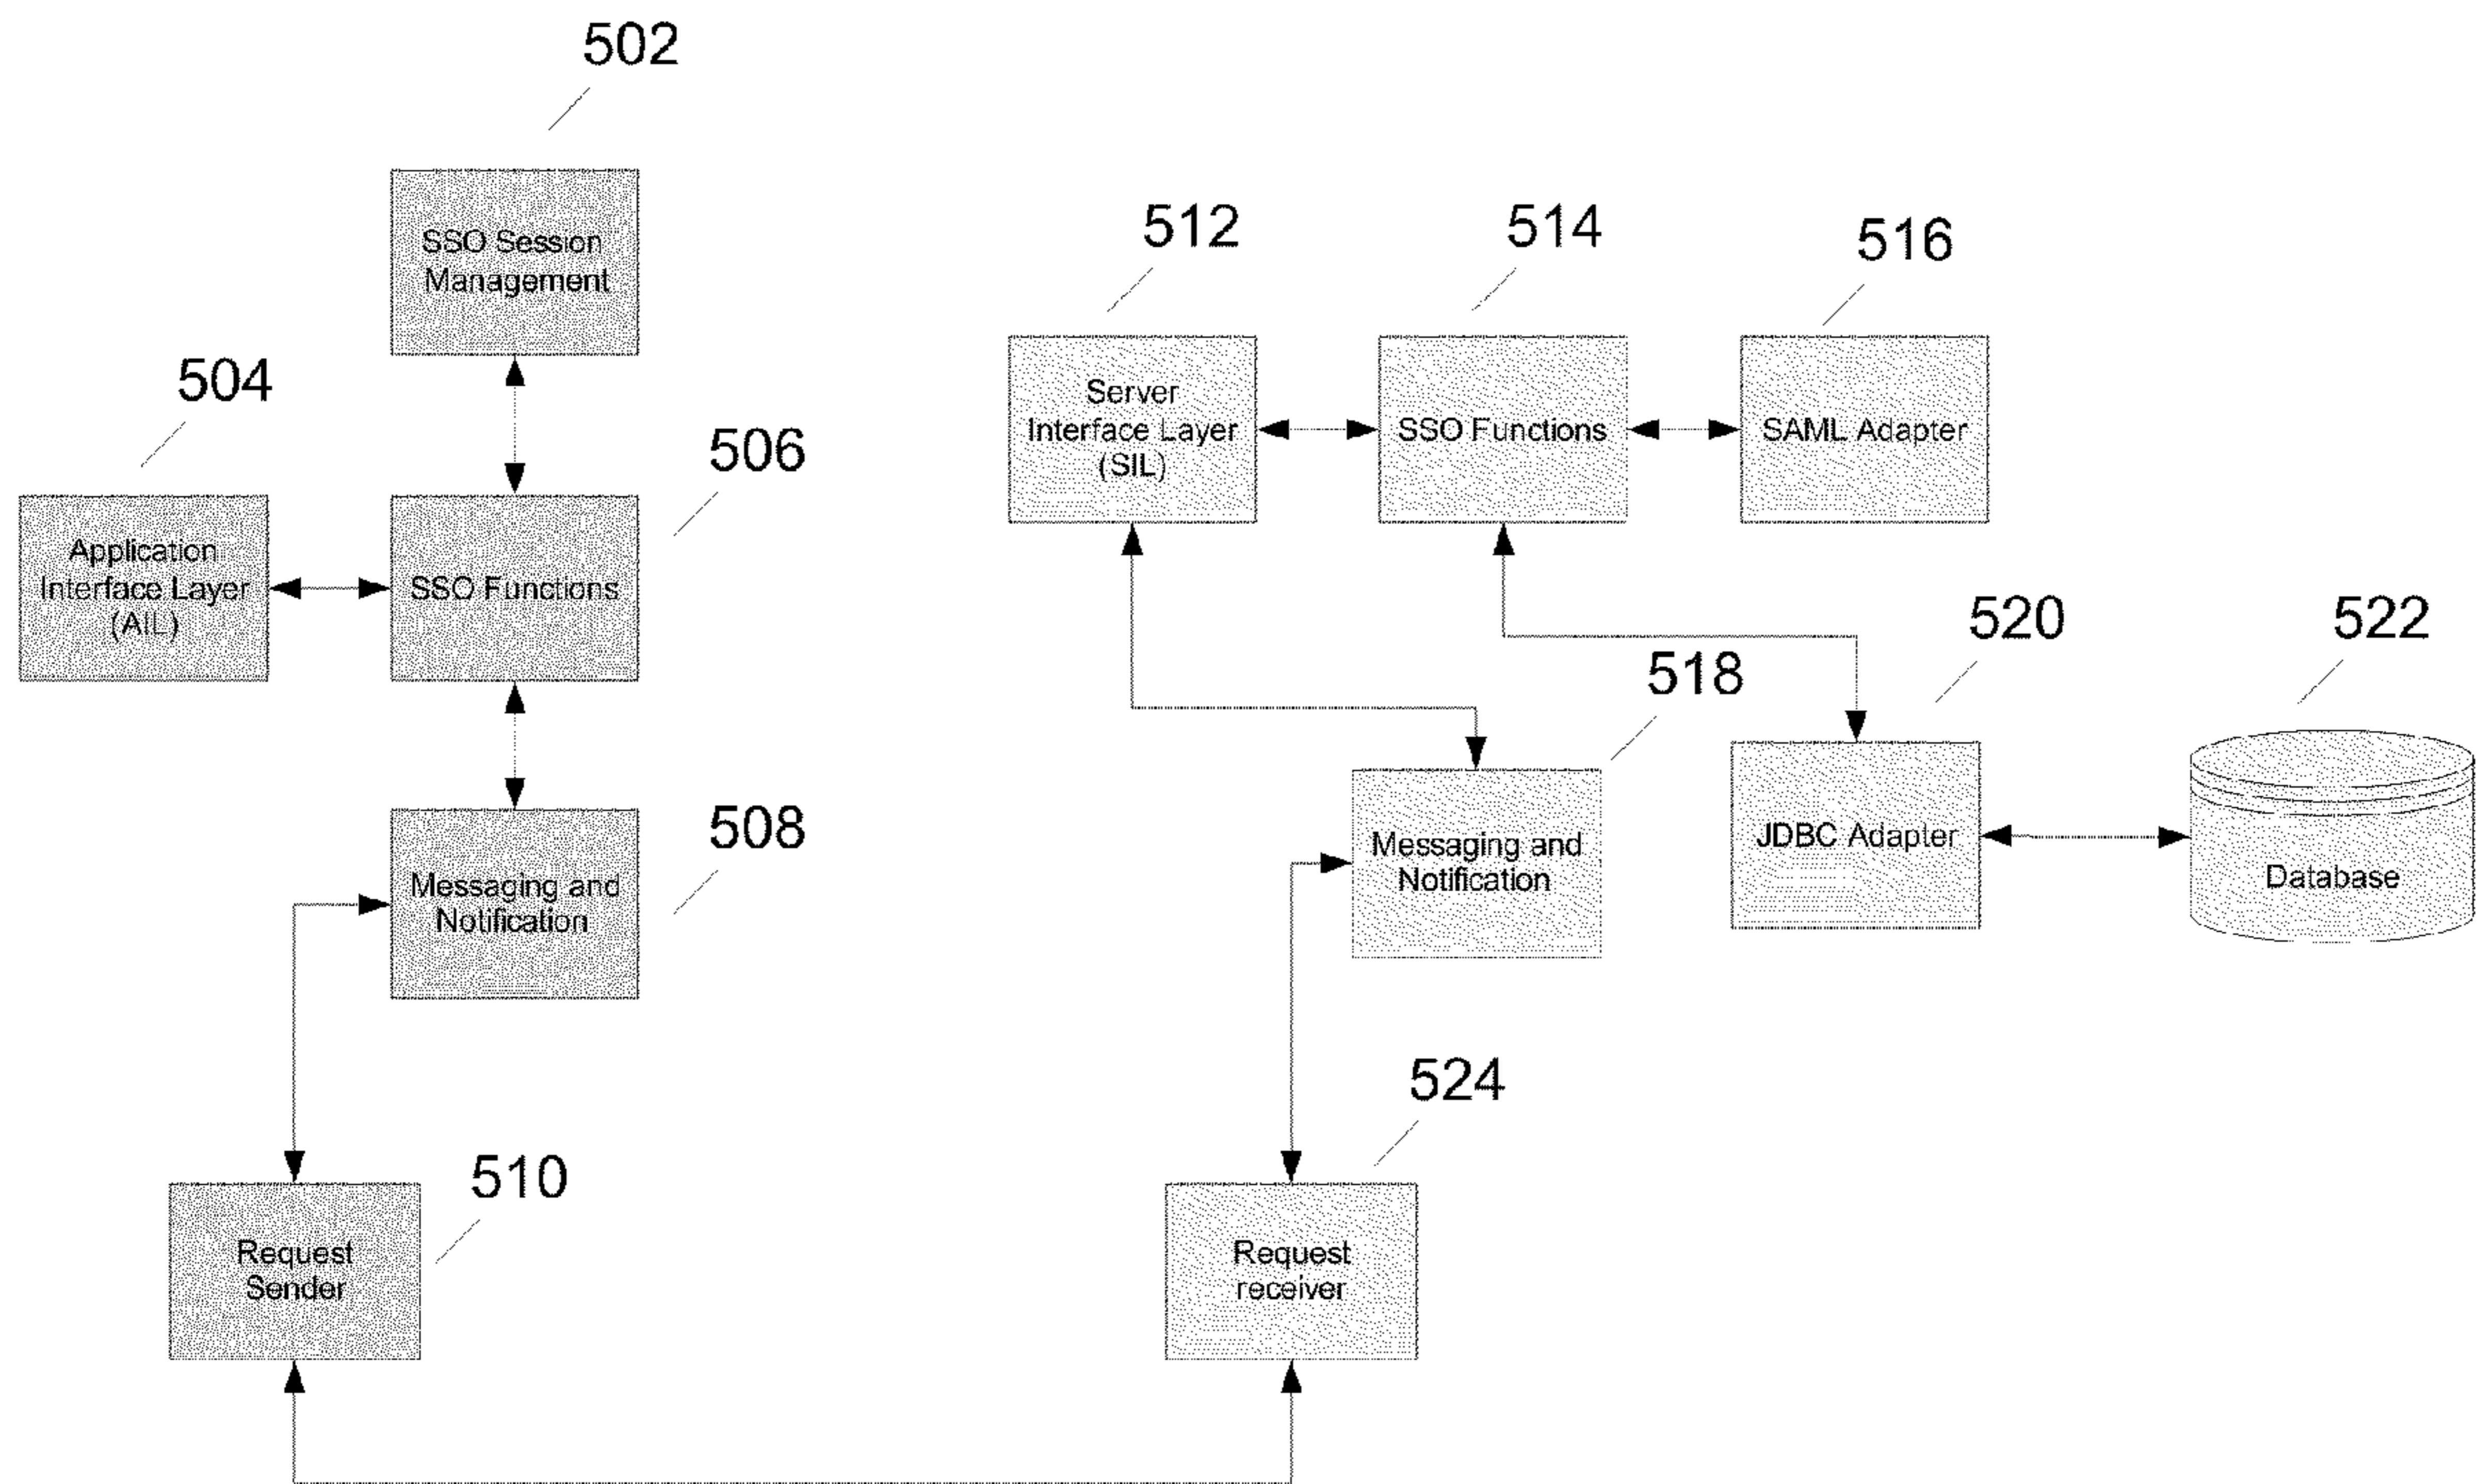 502
SSO Session
Management
504
Application
Interface Layer
(AIL)
506
SSO Functions
508
Messaging and
Notification
510
Request
Sender
512
Server
Interface Layer
(SIL)
514
SSO Functions
516
SAML Adapter
518
Messaging and
Notification
520
JDBC Adapter
522
Database
524
Request
receiver